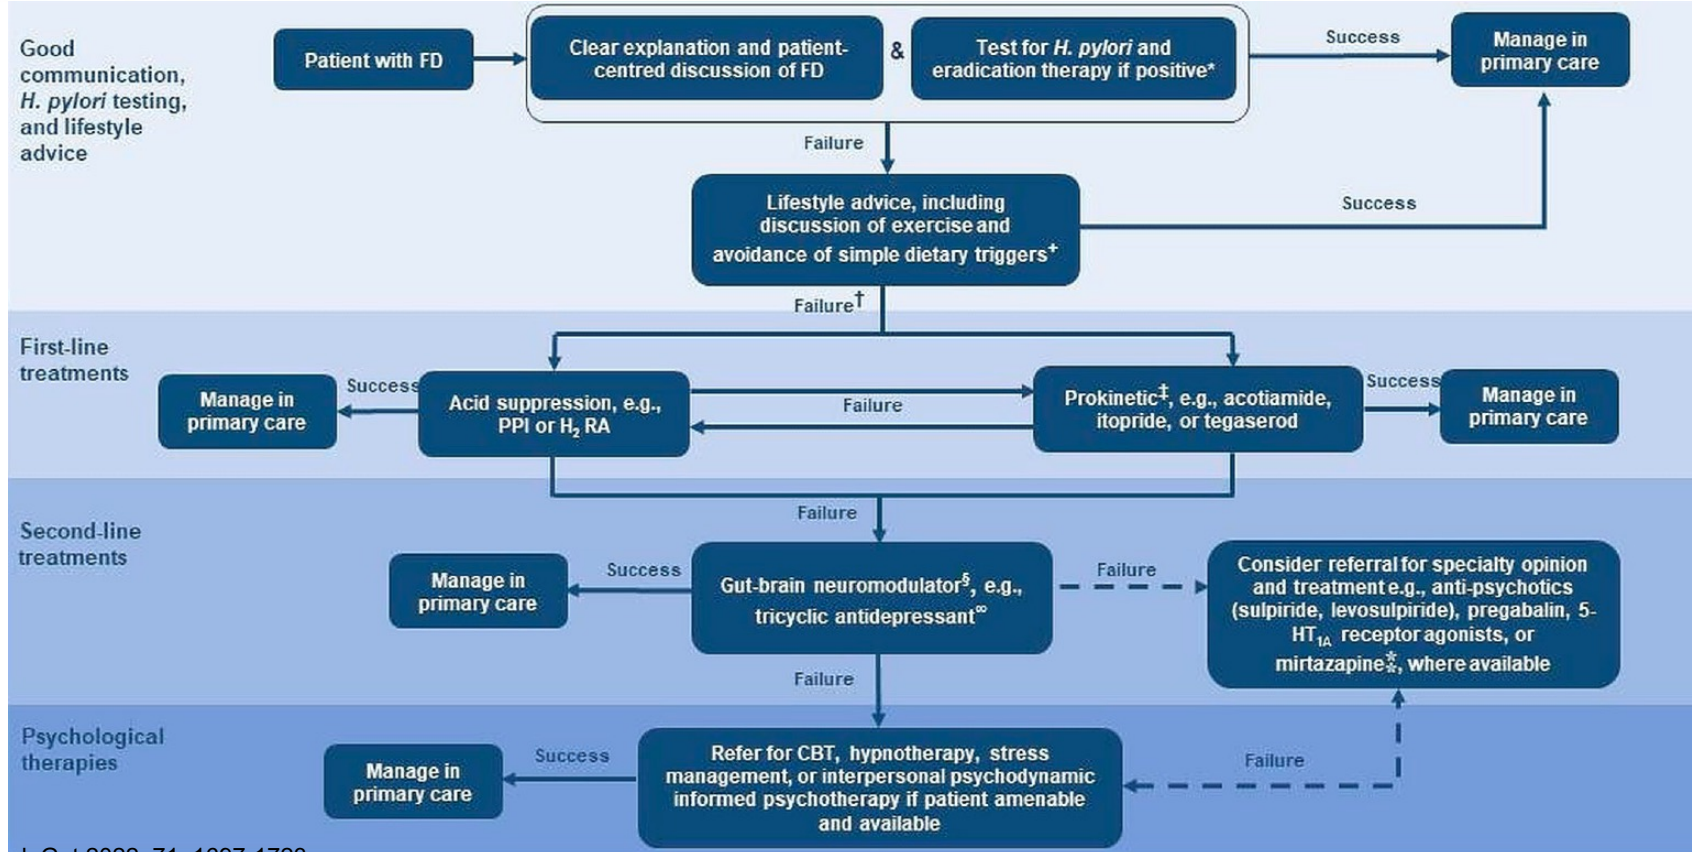 Good
communication,
H. pylori testing,
and lifestyle
advice
Patient with FD
Clear explanation and patient-
centred discussion of FD
&
Test for H. pylori and
eradication therapy if positive*
Success
Manage in
primary care
Failure
Lifestyle advice, including
discussion of exercise and
avoidance of simple dietary triggers+
Success
Failure†
First-line
treatments
Manage in
primary care
Success
Acid suppression, e.g.,
PPI or H2 RA
Failure
Prokinetic‡, e.g., acotiamide,
itopride, or tegaserod
Success
Manage in
primary care
Second-line
treatments
Failure
Manage in
primary care
Success
Gut-brain neuromodulator§, e.g.,
tricyclic antidepressant∞
Failure
Consider referral for specialty opinion
and treatment e.g., anti-psychotics
(sulpiride, levosulpiride), pregabalin, 5-
HT1A receptor agonists, or
mirtazapine⁑, where available
Failure
Psychological
therapies
Manage in
primary care
Success
Refer for CBT, hypnotherapy, stress
management, or interpersonal psychodynamic
informed psychotherapy if patient amenable
and available
Failure